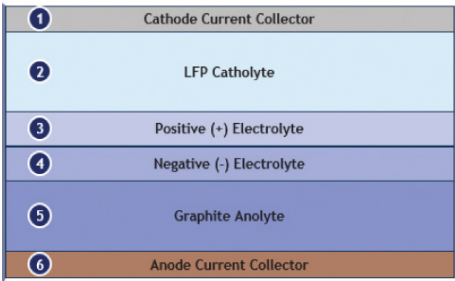 1 Cathode Current Collector
2 LFP Catholyte
3 Positive (+) Electrolyte
4 Negative (-) Electrolyte
5 Graphite Anolyte
6 Anode Current Collector